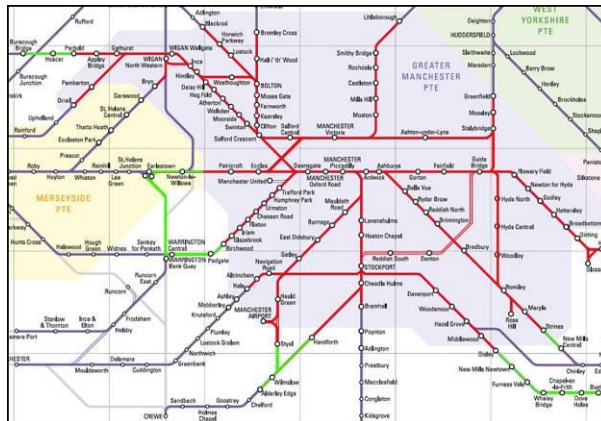 Rufford
Burscough Bridge
Parbold
Hoscar
Appley Bridge
Gathurst
WIGAN Wallgate
WIGAN North Western
Burscough Junction
Pemberton
Orrell
Upholland
Rainford
Bryn
Garswood
St. Helens Central
Thatto Heath
Eccleston Park
Prescot
Adlington
Blackrod
Horwich Parkway
Lostock
Ince
Hindley
Westhoughton
Daisy Hill
Hag Fold
Atherton
Walkden
Moorside
Swinton
Salford Crescent
Bromley Cross
Hall i' th' Wood
BOLTON
Moses Gate
Farnworth
Kearsley
Clifton
Salford Central
MANCHESTER Victoria
Littleborough
Smithy Bridge
Rochdale
Castleton
Mills Hill
Moston
Ashton-under-Lyne
WEST YORKSHIRE PTE
GREATER MANCHESTER PTE
MERSEYSIDE PTE
Deighton
HUDDERSFIELD
Slaithwaite
Marsden
Greenfield
Mossley
Stalybridge
Lockwood
Berry Brow
Honley
Brockholes
Roby
Huyton
Whiston
Rainhill
Lea Green
St.Helens Junction
Earlestown
Newton-le-Willows
Patricroft
Eccles
Manchester United
Deansgate
MANCHESTER Oxford Road
MANCHESTER Piccadilly
Ardwick
Ashburys
Gorton
Fairfield
Guide Bridge
Flowery Field
Newton for Hyde
Godley
Hattersley
Broadbottom
Dinting
Hyde North
Hyde Central
Woodley
Belle Vue
Ryder Brow
Reddish North
Brinnington
Bredbury
Romiley
Rose Hill
Marple
Strines
New Mills Central
Trafford Park
Humphrey Park
Urmston
Chassen Road
Flixton
Irlam
Glazebrook
Birchwood
Padgate
WARRINGTON Central
WARRINGTON Bank Quay
Sankey for Penketh
Widnes
Hough Green
Halewood
Hunts Cross
Mauldeth Road
Burnage
East Didsbury
Gatley
Heald Green
MANCHESTER AIRPORT
Styal
Levenshulme
Heaton Chapel
Reddish South
Denton
STOCKPORT
Cheadle Hulme
Bramhall
Poynton
Adlington
Prestbury
Macclesfield
Congleton
Kidsgrove
Davenport
Woodsmoor
Hazel Grove
Middlewood
Disley
New Mills Newtown
Furness Vale
Whaley Bridge
Chapel-en-le-Frith
Dove Holes
Chinley
Handforth
Wilmslow
Alderley Edge
Chelford
Goostrey
Holmes Chapel
Sandbach
CREWE
Navigation Road
Altrincham
Hale
Ashley
Mobberley
Knutsford
Plumley
Lostock Gralam
Northwich
Greenbank
Cuddington
Delamere
Mouldsworth
Runcorn East
Runcorn
Frodsham
Helsby
Ince & Elton
Stanlow & Thornton